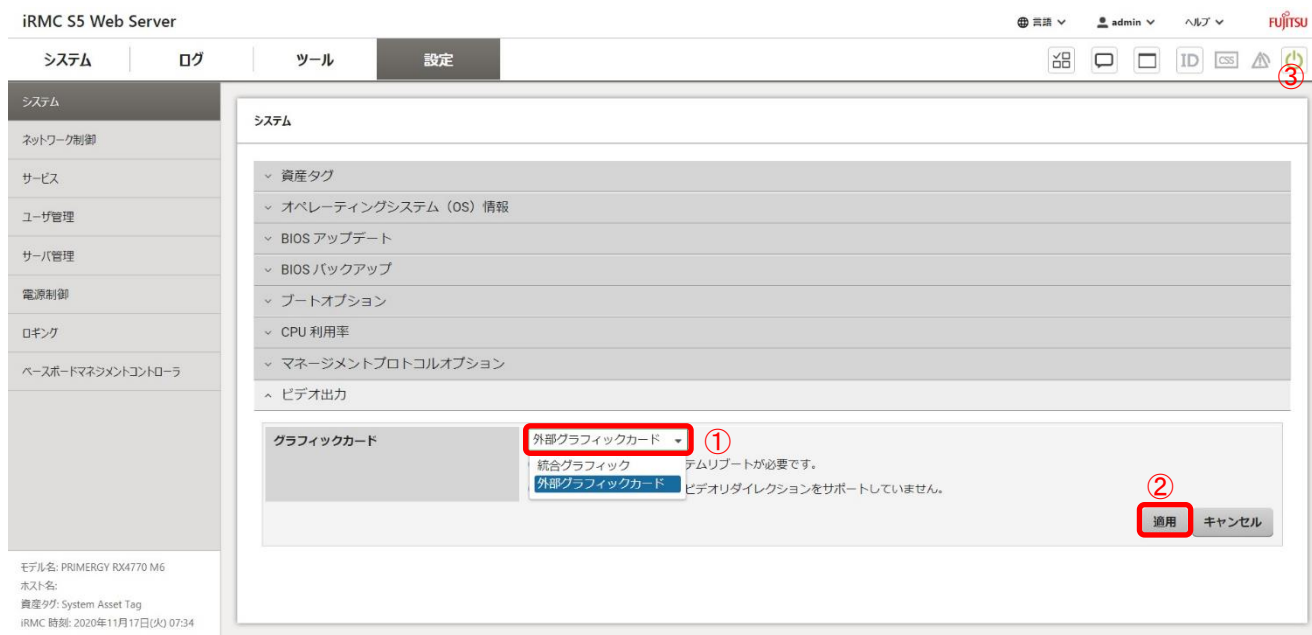 iRMC S5 Web Server
言語
admin
ヘルプ
FUJITSU
システム
ログ
ツール
設定
ID
CSS
③
システム
ネットワーク制御
サービス
ユーザ管理
サーバ管理
電源制御
ロギング
ベースボードマネジメントコントローラ
モデル名: PRIMERGY RX4770 M6
ホスト名:
資産タグ: System Asset Tag
iRMC 時刻: 2020年11月17日(火) 07:34
システム
資産タグ
オペレーティングシステム（OS）情報
BIOS アップデート
BIOS バックアップ
ブートオプション
CPU 利用率
マネージメントプロトコルオプション
ビデオ出力
グラフィックカード
外部グラフィックカード
①
統合グラフィック
テムリブートが必要です。
外部グラフィックカード
ビデオリダイレクションをサポートしていません。
②
適用
キャンセル